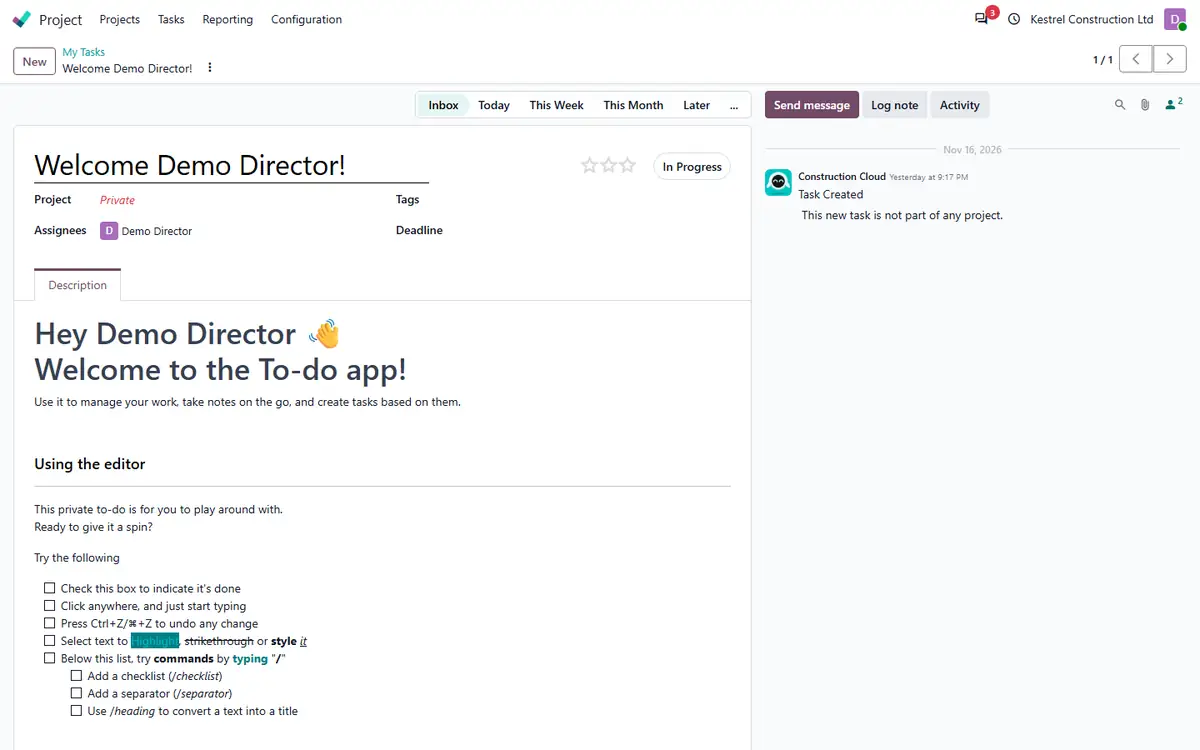 Project Projects Tasks Reporting Configuration 3 Kestrel Construction Ltd D
New My Tasks
Welcome Demo Director! 1 / 1
Inbox Today This Week This Month Later ... Send message Log note Activity 2
Welcome Demo Director! In Progress
Nov 16, 2026
Construction Cloud Yesterday at 9:17 PM
Task Created
This new task is not part of any project.
Project Private Tags
Assignees D Demo Director Deadline
Description
Hey Demo Director 👋
Welcome to the To-do app!
Use it to manage your work, take notes on the go, and create tasks based on them.
Using the editor
This private to-do is for you to play around with.
Ready to give it a spin?
Try the following
Check this box to indicate it's done
Click anywhere, and just start typing
Press Ctrl+Z/⌘+Z to undo any change
Select text to Highlight, strikethrough or style it
Below this list, try commands by typing "/"
Add a checklist (/checklist)
Add a separator (/separator)
Use /heading to convert a text into a title